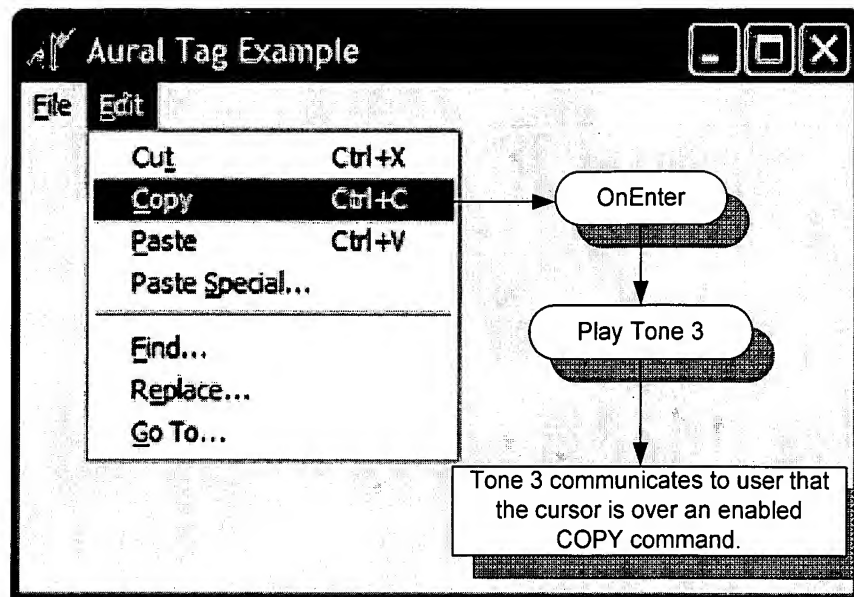 Aural Tag Example
File Edit
Cut Ctrl+X
Copy Ctrl+C
Paste Ctrl+V
Paste Special...
Find...
Replace...
Go To...
OnEnter
Play Tone 3
Tone 3 communicates to user that
the cursor is over an enabled
COPY command.